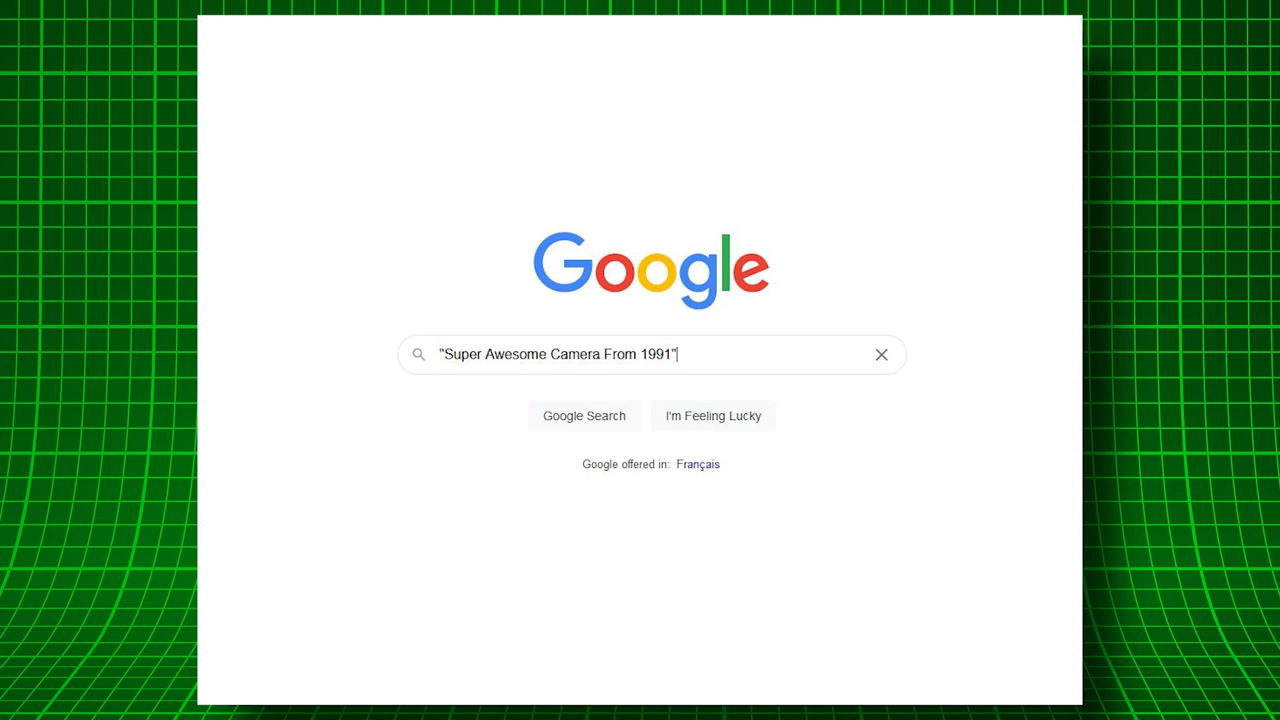 Google
"Super Awesome Camera From 1991"
Google Search I'm Feeling Lucky
Google offered in: Français